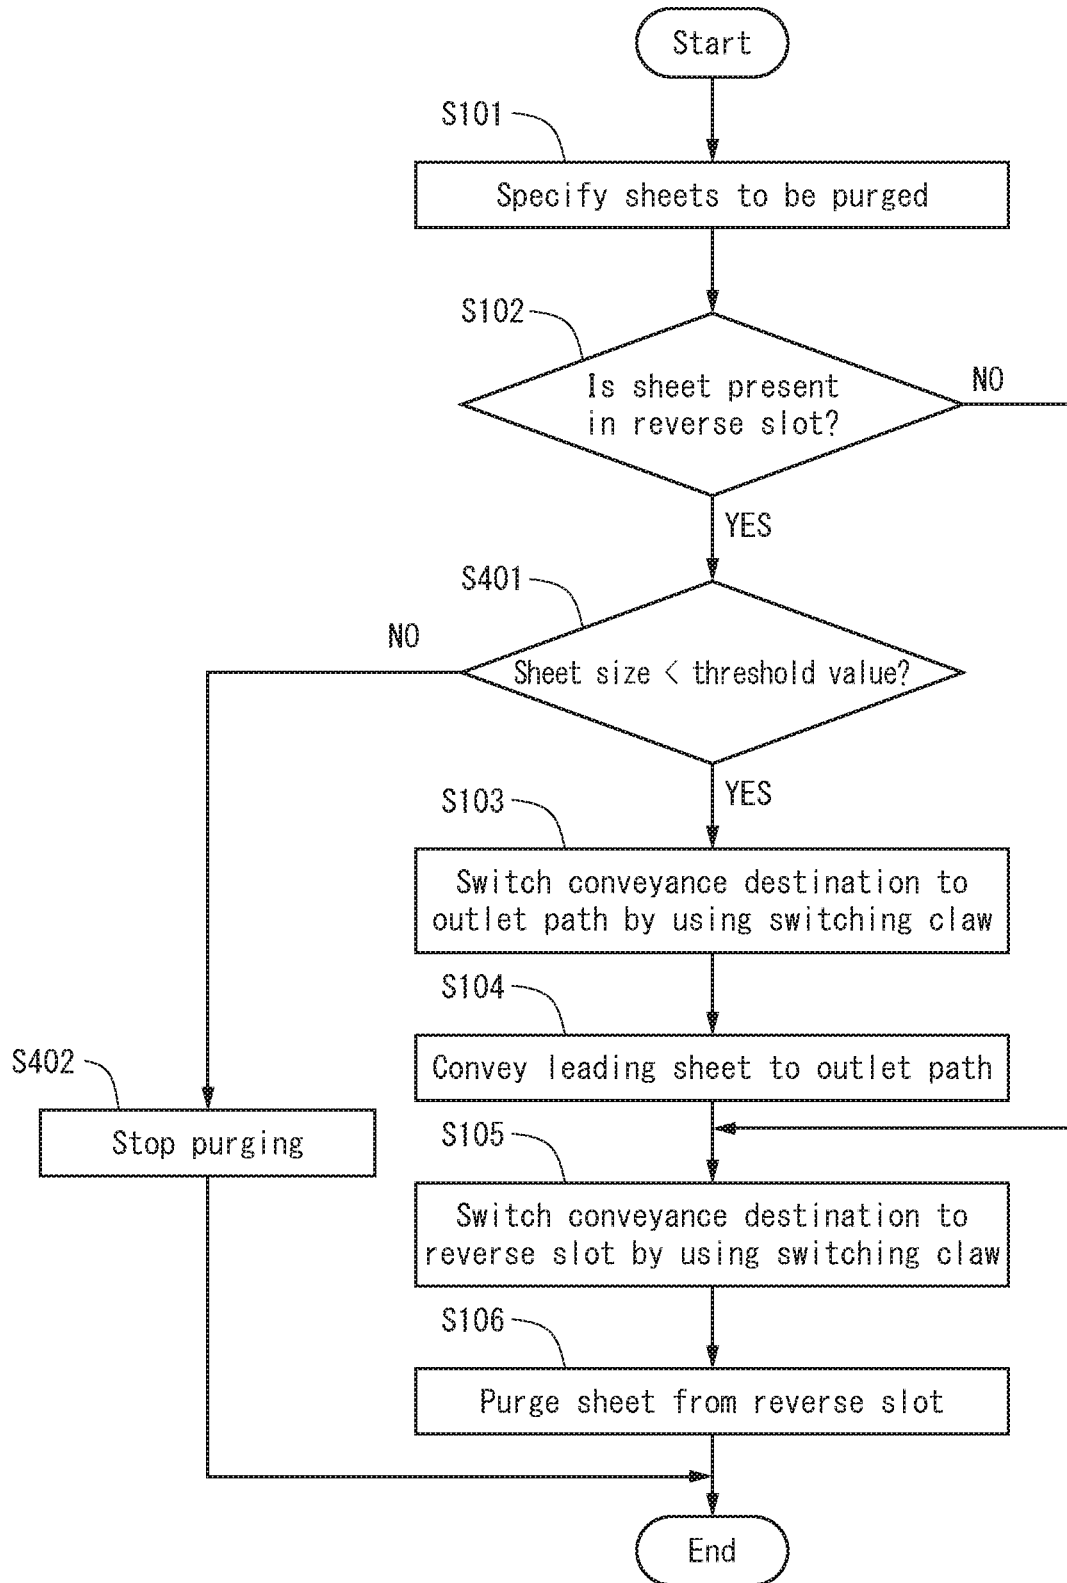 Start
S101
Specify sheets to be purged
S102
Is sheet present
in reverse slot?
NO
YES
S401
NO
Sheet size < threshold value?
YES
S103
Switch conveyance destination to
outlet path by using switching claw
S104
Convey leading sheet to outlet path
S402
Stop purging
S105
Switch conveyance destination to
reverse slot by using switching claw
S106
Purge sheet from reverse slot
End